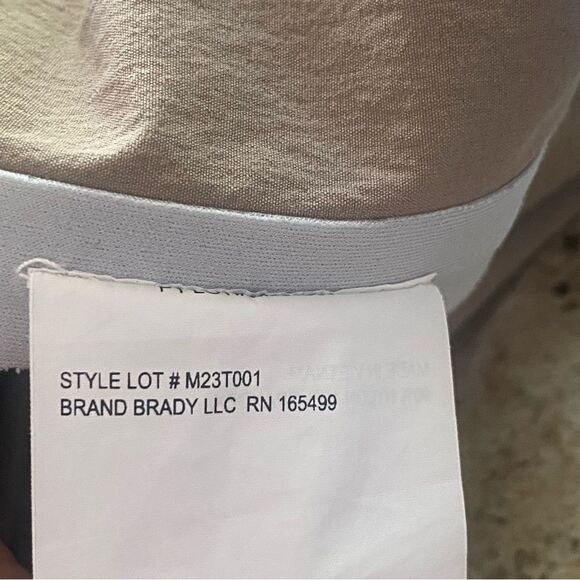 STYLE LOT # M23T001
BRAND BRADY LLC RN 165499